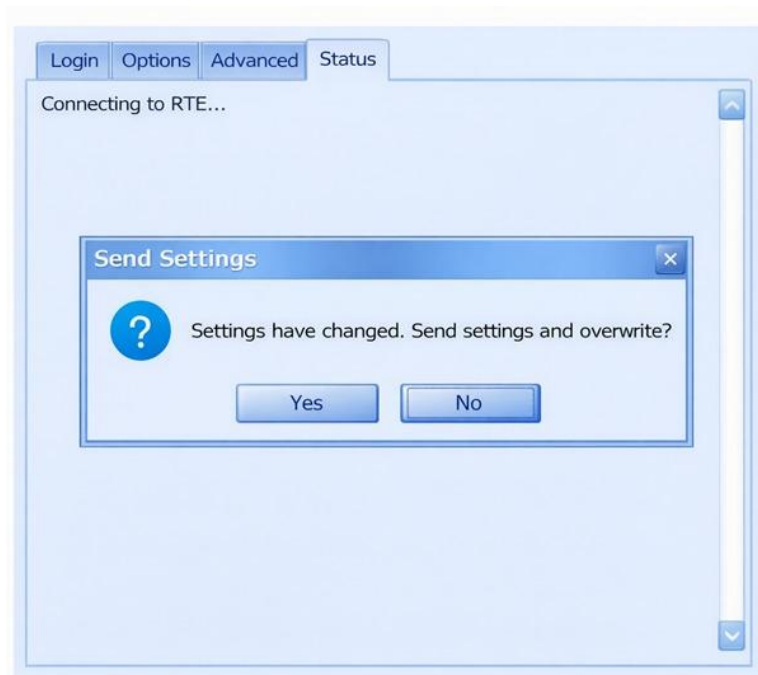 Login Options Advanced Status
Connecting to RTE...
Send Settings
Settings have changed. Send settings and overwrite?
Yes No